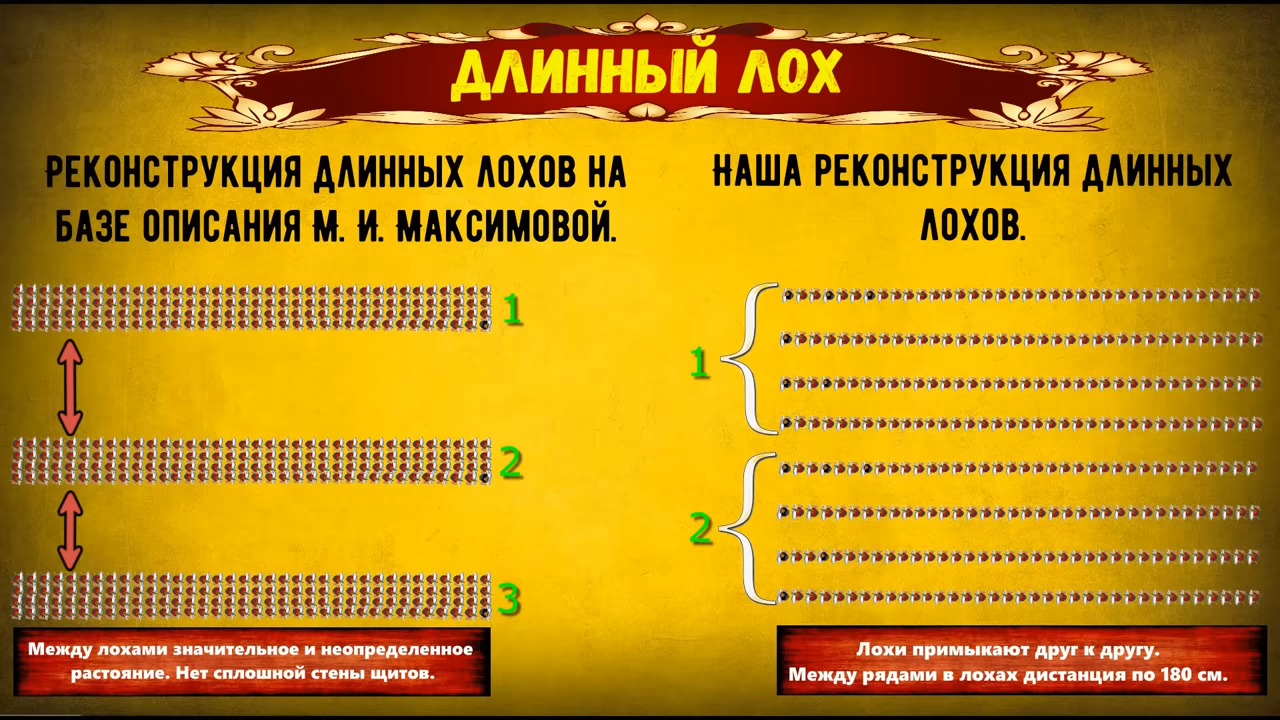 ДЛИННЫЙ ЛОХ
РЕКОНСТРУКЦИЯ ДЛИННЫХ ЛОХОВ НА
БАЗЕ ОПИСАНИЯ М. И. МАКСИМОВОЙ.
НАША РЕКОНСТРУКЦИЯ ДЛИННЫХ
ЛОХОВ.
1
2
3
Между лохами значительное и неопределенное
растояние. Нет сплошной стены щитов.
1
2
Лохи примыкают друг к другу.
Между рядами в лохах дистанция по 180 см.